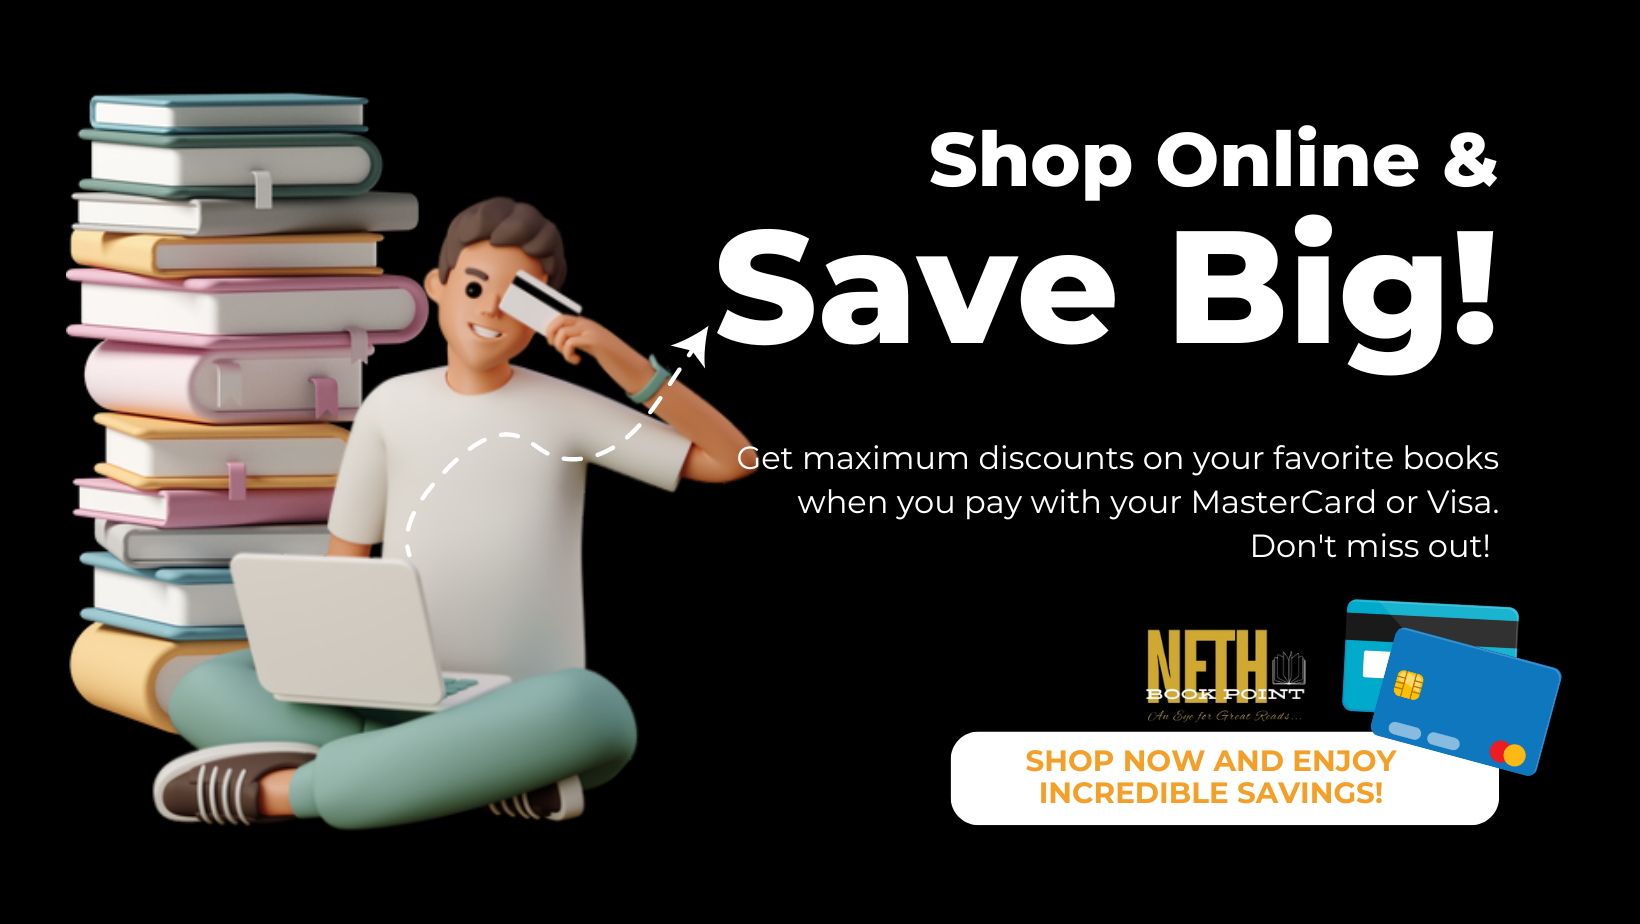 Shop Online &
Save Big!
Get maximum discounts on your favorite books
when you pay with your MasterCard or Visa.
Don't miss out!
NETH
BOOK POINT
An Eye for Great Reads...
SHOP NOW AND ENJOY
INCREDIBLE SAVINGS!